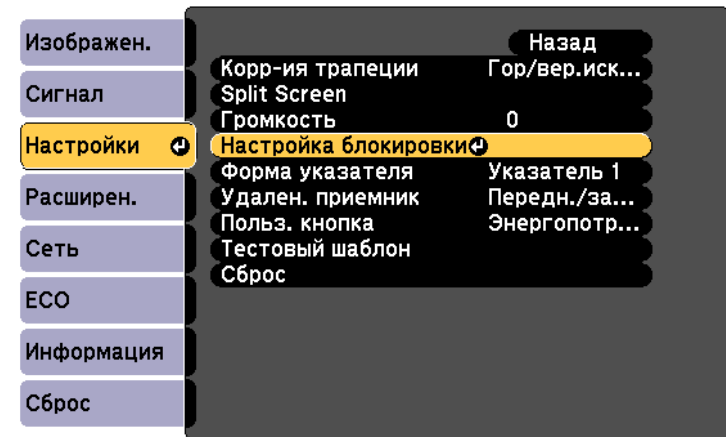 Изображен.
Сигнал
Настройки
Расширен.
Сеть
ECO
Информация
Сброс
Назад
Корр-ия трапеции Гор/вер.иск...
Split Screen
Громкость 0
Настройка блокировки
Форма указателя Указатель 1
Удален. приемник Передн./за...
Польз. кнопка Энергопотр...
Тестовый шаблон
Сброс